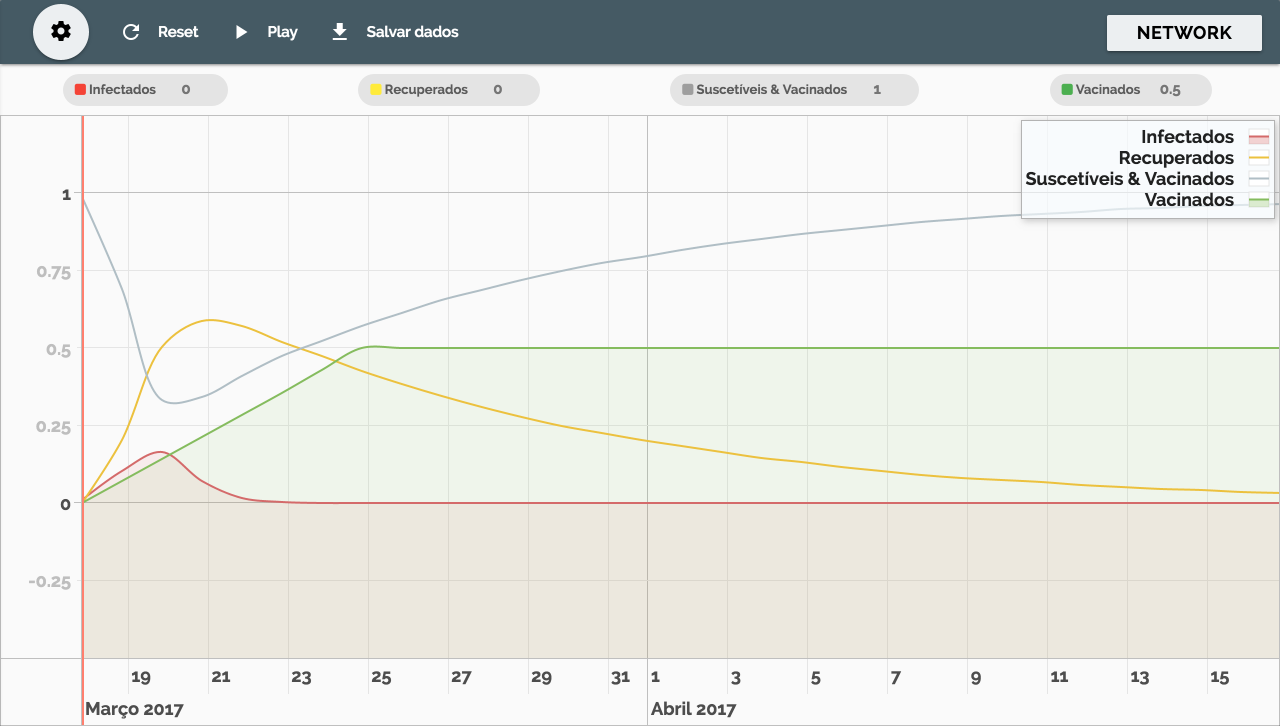 Reset Play Salvar dados NETWORK
Infectados 0 Recuperados 0 Suscetíveis & Vacinados 1 Vacinados 0.5
Infectados
Recuperados
Suscetíveis & Vacinados
Vacinados
1
0.75
0.5
0.25
0
-0.25
19 21 23 25 27 29 31 1 3 5 7 9 11 13 15
Março 2017 Abril 2017